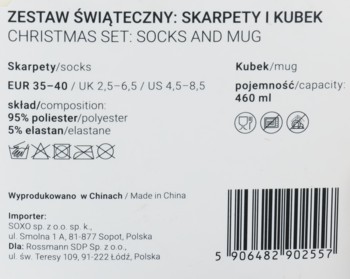 ZESTAW ŚWIĄTECZNY: SKARPETY I KUBEK
CHRISTMAS SET: SOCKS AND MUG
Skarpety/socks
EUR 35–40 / UK 2,5–6,5 / US 4,5–8,5
skład/composition:
95% poliester/polyester
5% elastan/elastane
Kubek/mug
pojemność/capacity:
460 ml
Wyprodukowano w Chinach / Made in China
Importer:
SOXO sp. z o.o. sp. k.,
ul. Smolna 1 A, 81-877 Sopot, Polska
Dla: Rossmann SDP Sp. z o.o.
ul. św. Teresy 109, 91-222 Łódź, Polska
5 906482 902557